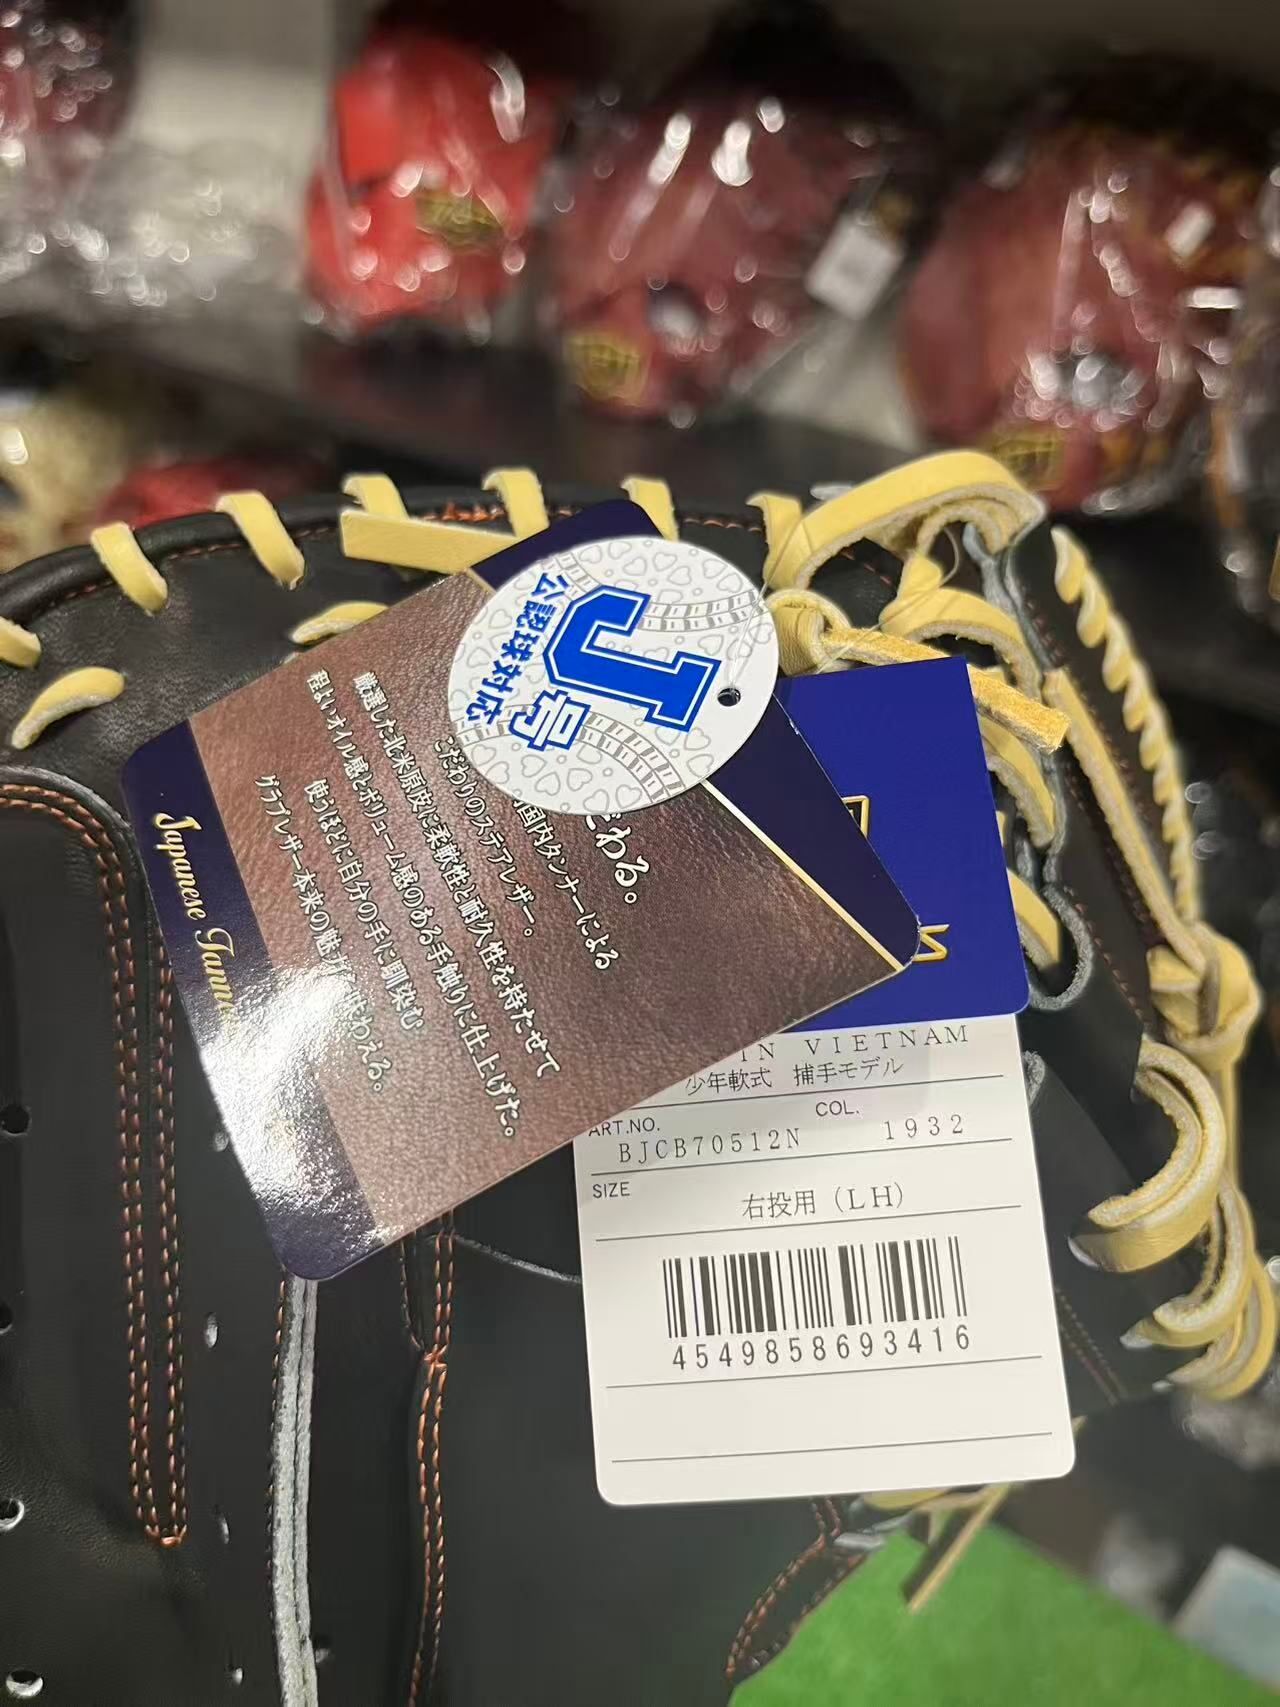 J号
公認球対応
だわる。
国内タンナーによる
こだわりのステアレザー。
厳選した北米原皮に柔軟性と耐久性を持たせて
程よいオイル感とボリューム感のある手触りに仕上げた。
使うほどに自分の手に馴染む
グラブレザー本来の魅力が味わえる。
Japanese
IN VIETNAM
少年軟式 捕手モデル
ART.NO. COL.
BJCB70512N 1932
SIZE
右投用(LH)
4549858693416